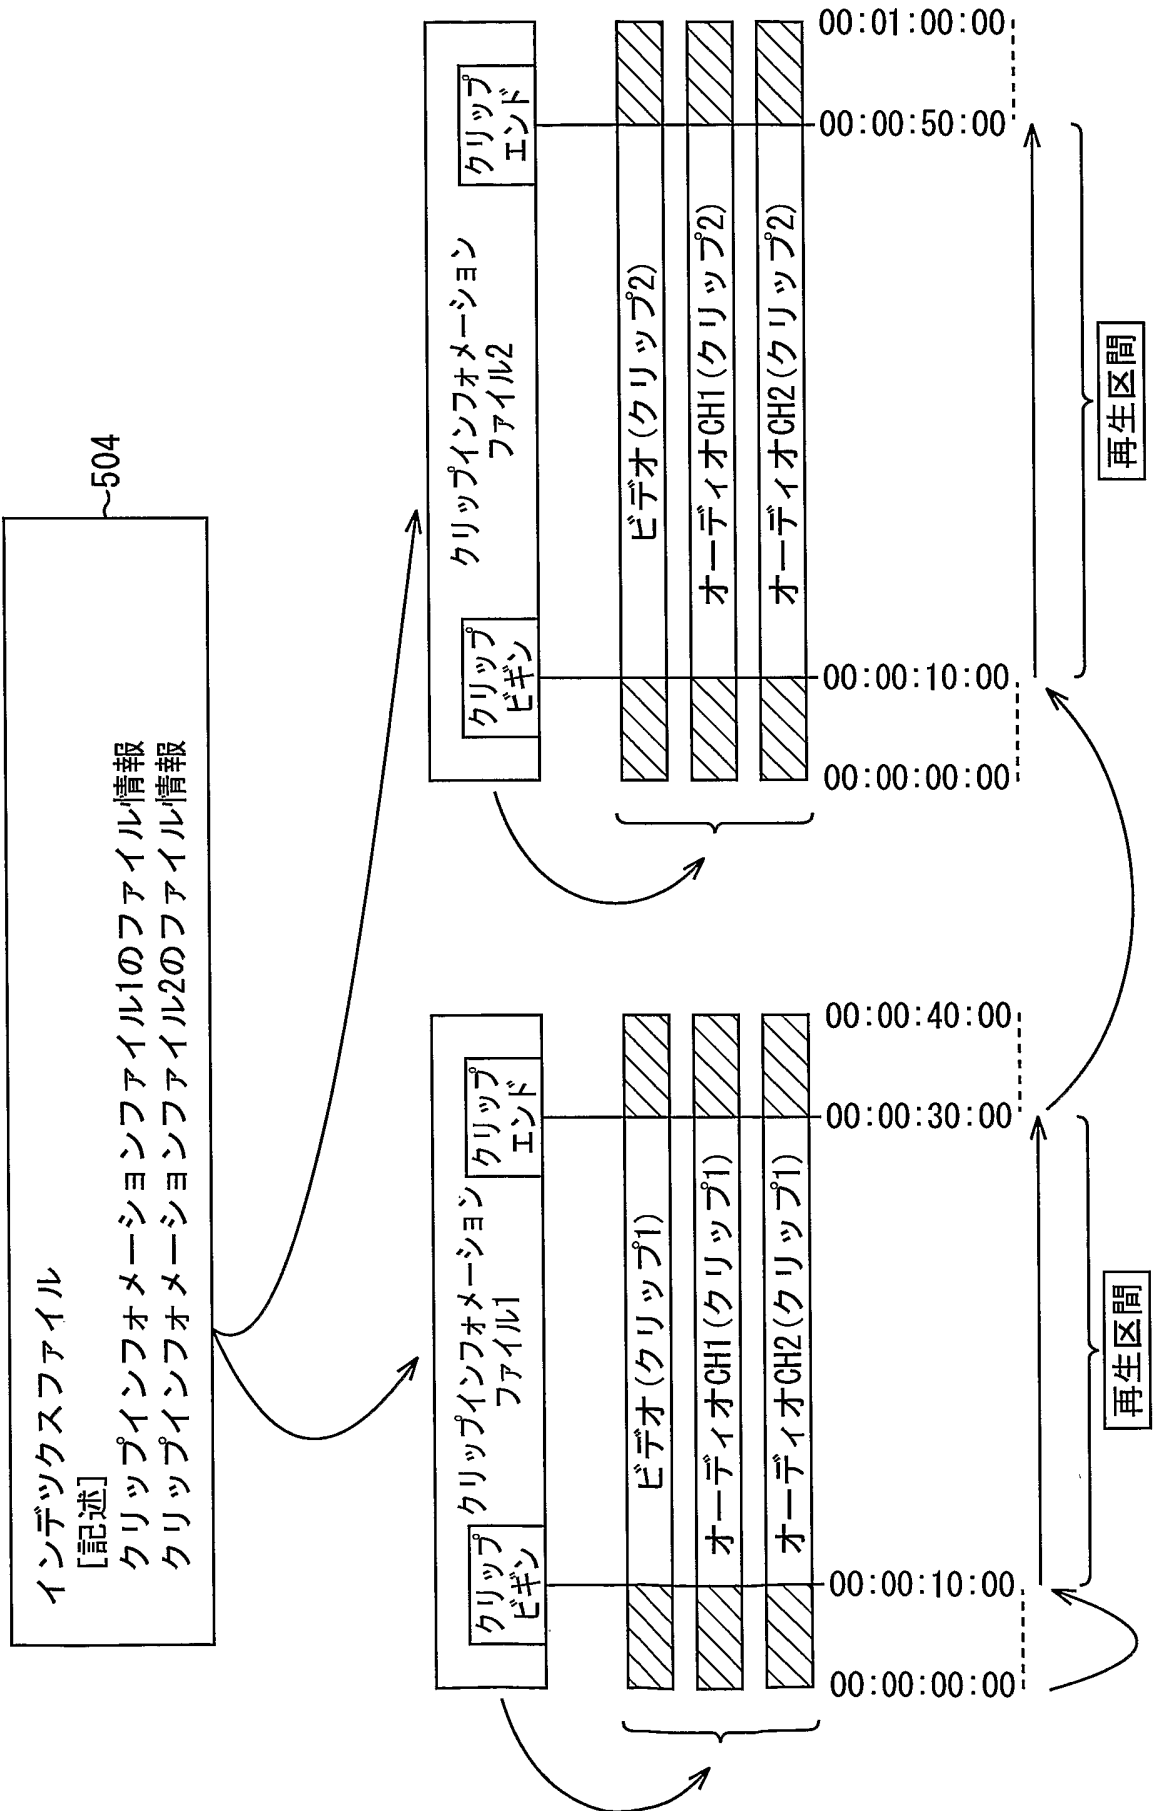 インデックスファイル
[記述]
クリップインフォメーションファイル1のファイル情報
クリップインフォメーションファイル2のファイル情報
504
クリップ
ビギン
クリップインフォメーション
ファイル1
クリップ
エンド
ビデオ(クリップ1)
オーディオCH1(クリップ1)
オーディオCH2(クリップ1)
00:00:00:00
00:00:10:00
00:00:30:00
00:00:40:00
再生区間
クリップ
ビギン
クリップインフォメーション
ファイル2
クリップ
エンド
ビデオ(クリップ2)
オーディオCH1(クリップ2)
オーディオCH2(クリップ2)
00:00:00:00
00:00:10:00
00:00:50:00
00:01:00:00
再生区間